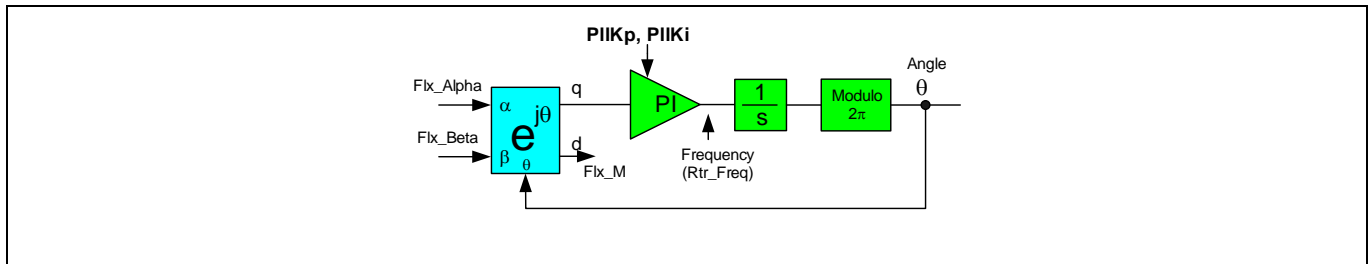 PllKp, PllKi
Flx_Alpha
Flx_Beta
α
β
e
jθ
θ
q
d
Flx_M
PI
Frequency
(Rtr_Freq)
1
s
Modulo
2π
Angle
θ